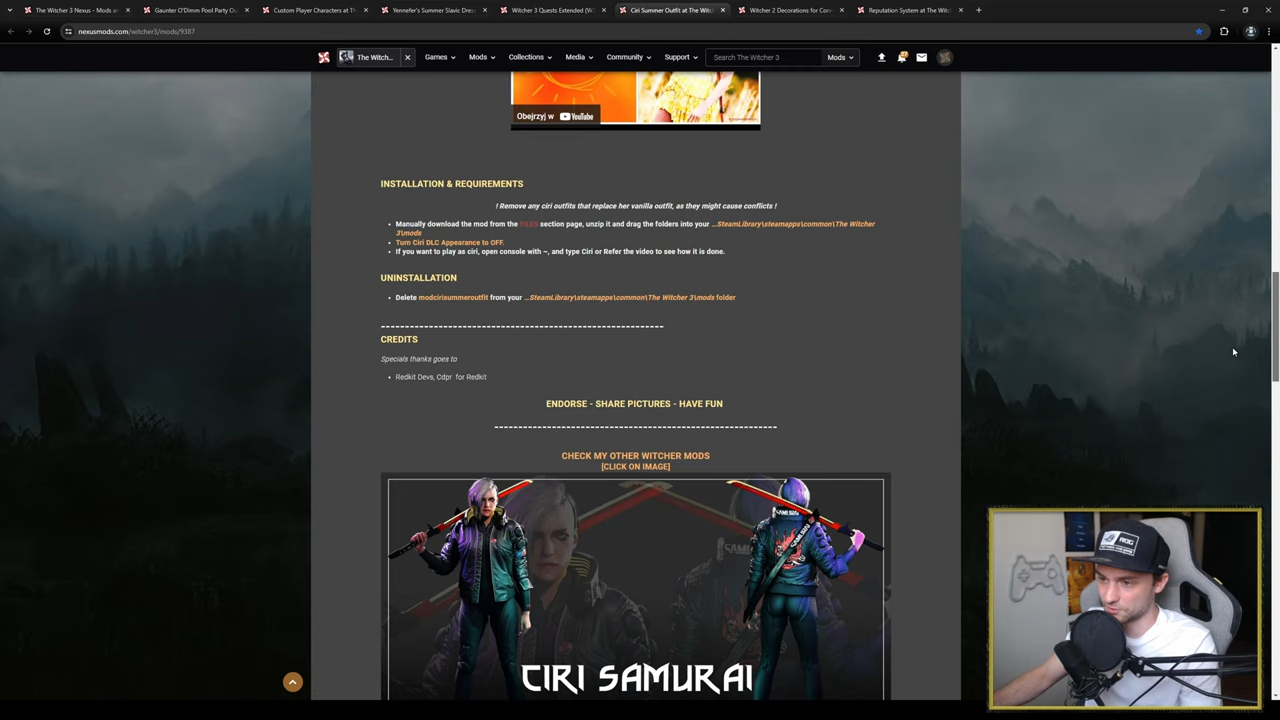 The Witcher 3 Nexus - Mods a
Gaunter O'Dimm Pool Party O
Custom Player Characters at T
Yennefer's Summer Slavic Dre
Witcher 3 Quests Extended (W
Ciri Summer Outfit at The Witc
Witcher 2 Decorations for Cor
Reputation System at The Witc
nexusmods.com/witcher3/mods/9387
The Witch...
Games
Mods
Collections
Media
Community
Support
Search The Witcher 3
Mods
Obejrzyj w YouTube
INSTALLATION & REQUIREMENTS
! Remove any ciri outfits that replace her vanilla outfit, as they might cause conflicts !
• Manually download the mod from the FILES section page, unzip it and drag the folders into your ...SteamLibrary\steamapps\common\The Witcher
3\mods
• Turn Ciri DLC Appearance to OFF.
• If you want to play as ciri, open console with ~, and type Ciri or Refer the video to see how it is done.
UNINSTALLATION
• Delete modcirisummeroutfit from your ...SteamLibrary\steamapps\common\The Witcher 3\mods folder
----------------------------------------------------------
CREDITS
Specials thanks goes to
• Redkit Devs, Cdpr for Redkit
ENDORSE - SHARE PICTURES - HAVE FUN
----------------------------------------------------------
CHECK MY OTHER WITCHER MODS
[CLICK ON IMAGE]
SAMURAI
CIRI SAMURAI
ROG